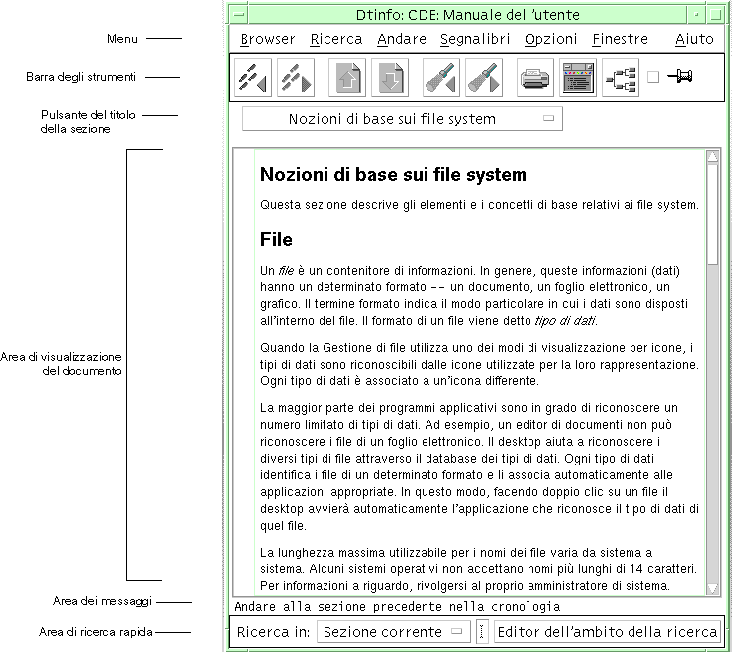 Dtinfo: CDE: Manuale del 'utente
Menu
Browser Ricerca Andare Segnalibri Opzioni Finestre Aiuto
Barra degli strumenti
Pulsante del titolo
della sezione
Nozioni di base sui file system
Nozioni di base sui file system
Questa sezione descrive gli elementi e i concetti di base relativi ai file system.
File
Un file è un contenitore di informazioni. In genere, queste informazioni (dati)
hanno un determinato formato -- un documento, un foglio elettronico, un
grafico. Il termine formato indica il modo particolare in cui i dati sono disposti
all'interno del file. Il formato di un file viene detto tipo di dati.
Quando la Gestione di file utilizza uno dei modi di visualizzazione per icone, i
tipi di dati sono riconoscibili dalle icone utilizzate per la loro rappresentazione.
Ogni tipo di dati è associato a un'icona differente.
Area di visualizzazione
del documento
La maggior parte dei programmi applicativi sono in grado di riconoscere un
numero limitato di tipi di dati. Ad esempio, un editor di documenti non può
riconoscere i file di un foglio elettronico. Il desktop aiuta a riconoscere i
diversi tipi di file attraverso il database dei tipi di dati. Ogni tipo di dati
identifica i file di un determinato formato e li associa automaticamente alle
applicazioni appropriate. In questo modo, facendo doppio clic su un file il
desktop avvierà automaticamente l'applicazione che riconosce il tipo di dati di
quel file.
La lunghezza massima utilizzabile per i nomi dei file varia da sistema a
sistema. Alcuni sistemi operativi non accettano nomi più lunghi di 14 caratteri.
Per informazioni a riguardo, rivolgersi al proprio amministratore di sistema.
Area dei messaggi
Andare alla sezione precedente nella cronologia
Area di ricerca rapida
Ricerca in: Sezione corrente Editor dell'ambito della ricerca